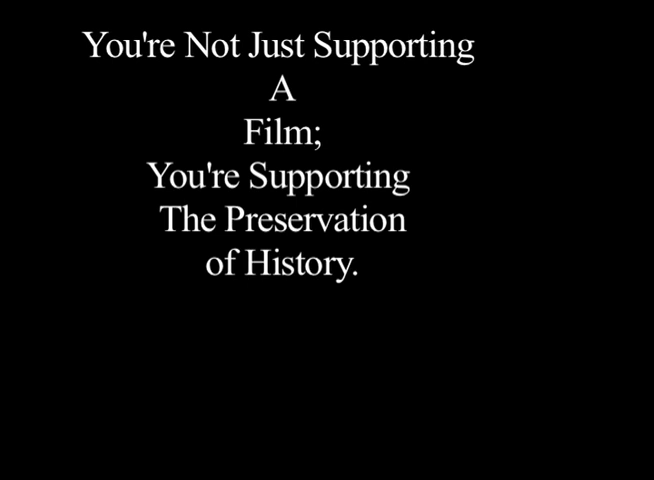 You're Not Just Supporting
A
Film;
You're Supporting
The Preservation
of History.